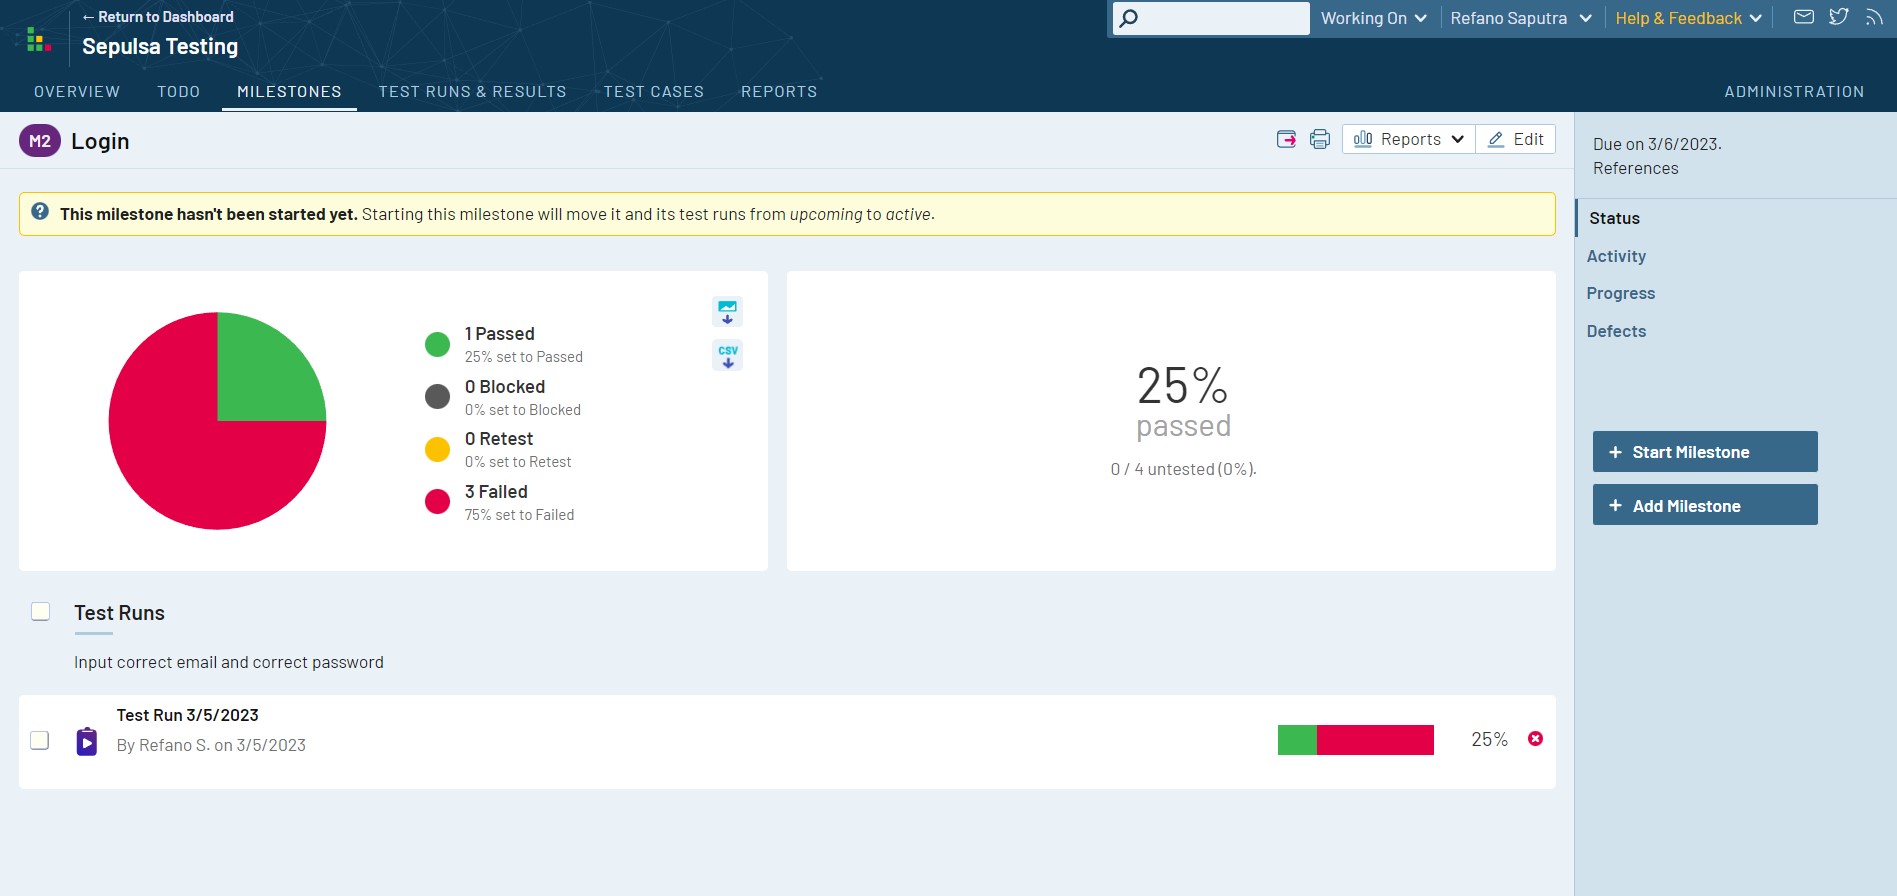 ← Return to Dashboard
Sepulsa Testing
Working On
Refano Saputra
Help & Feedback
OVERVIEW
TODO
MILESTONES
TEST RUNS & RESULTS
TEST CASES
REPORTS
ADMINISTRATION
M2 Login
Reports
Edit
This milestone hasn't been started yet. Starting this milestone will move it and its test runs from upcoming to active.
1 Passed
25% set to Passed
0 Blocked
0% set to Blocked
0 Retest
0% set to Retest
3 Failed
75% set to Failed
CSV
25%
passed
0 / 4 untested (0%).
Test Runs
Input correct email and correct password
Test Run 3/5/2023
By Refano S. on 3/5/2023
25%
Due on 3/6/2023.
References
Status
Activity
Progress
Defects
+ Start Milestone
+ Add Milestone